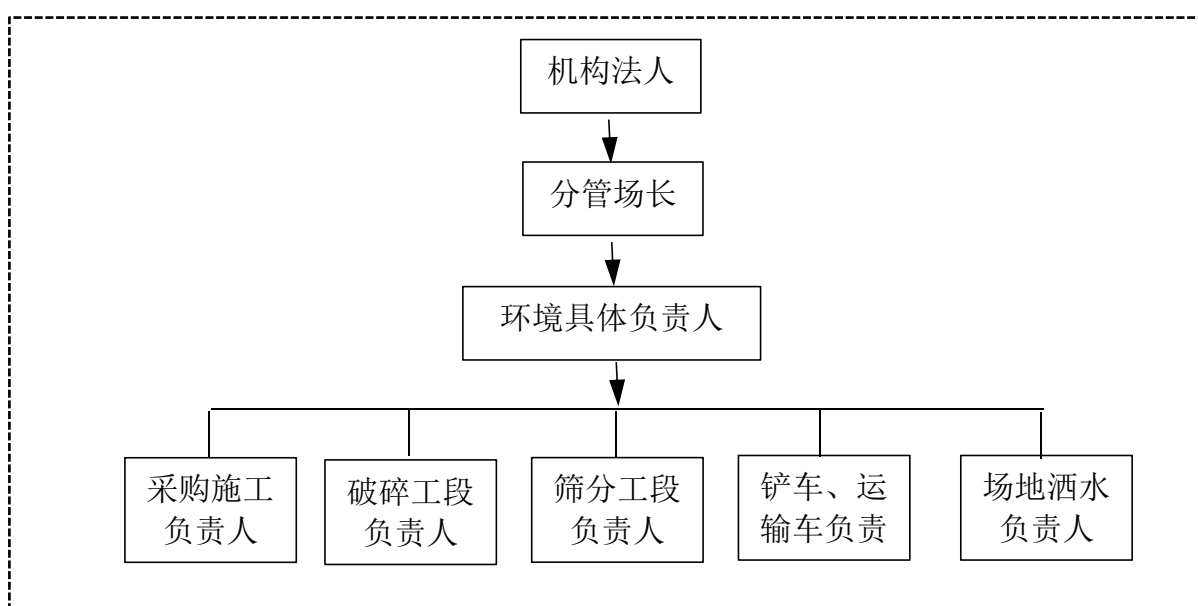 机构法人
分管场长
环境具体负责人
采购施工
负责人
破碎工段
负责人
筛分工段
负责人
铲车、运
输车负责
场地洒水
负责人